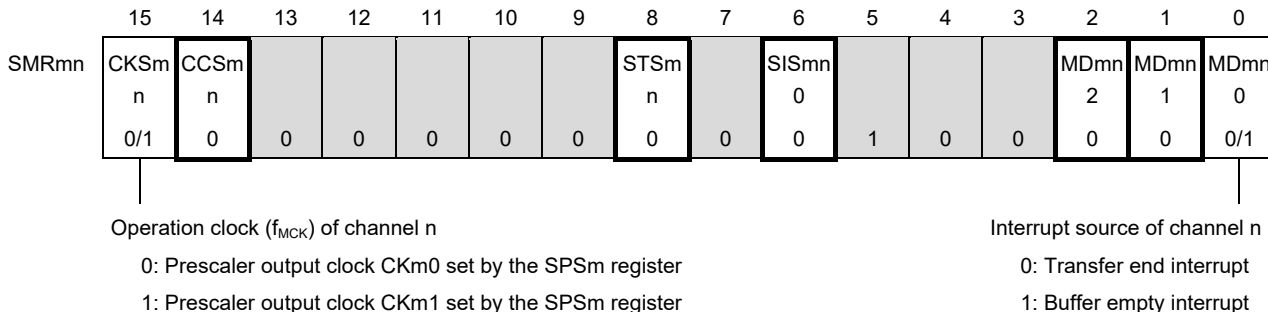 15 14 13 12 11 10 9 8 7 6 5 4 3 2 1 0
SMRmn CKSm CCSm STSm SISmn MDmn MDmn MDmn
n n n 0 2 1 0
0/1 0 0 0 0 0 0 0 0 0 1 0 0 0 0 0/1
Operation clock (fMCK) of channel n Interrupt source of channel n
0: Prescaler output clock CKm0 set by the SPSm register 0: Transfer end interrupt
1: Prescaler output clock CKm1 set by the SPSm register 1: Buffer empty interrupt